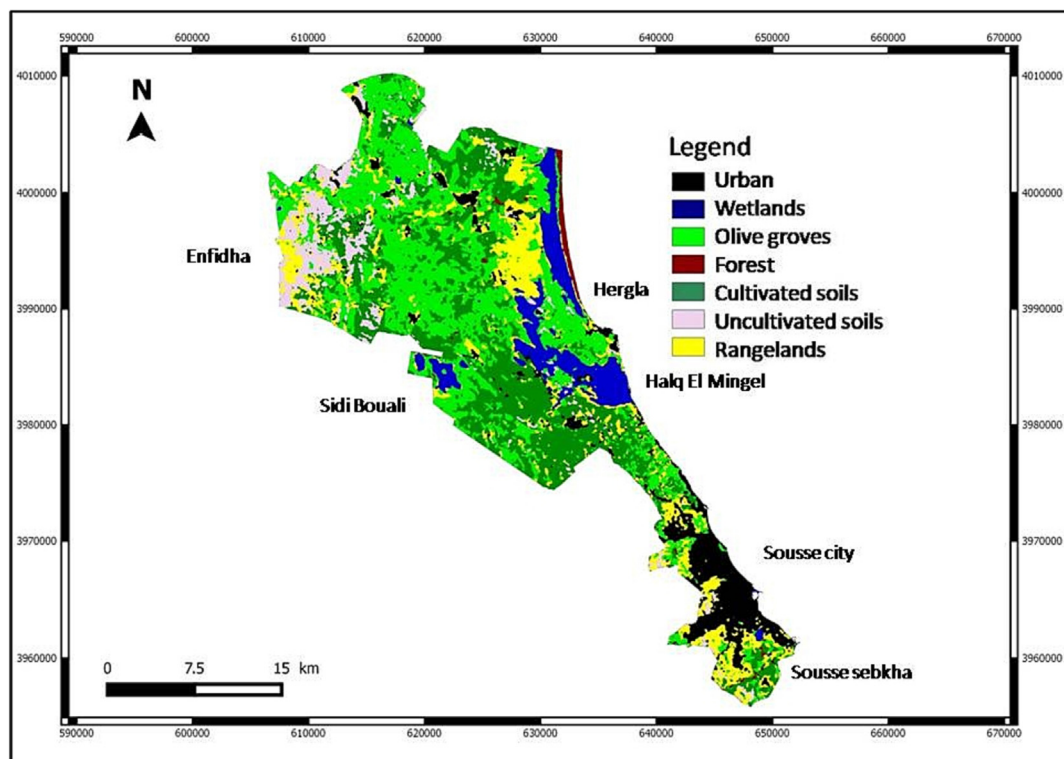 590000 600000 610000 620000 630000 640000 650000 660000 670000
4010000 4010000
N
Legend
Urban
4000000 4000000
Wetlands
Olive groves
Enfidha
Forest
Hergla
Cultivated soils
3990000 3990000
Uncultivated soils
Rangelands
Halq El Mingel
Sidi Bouali
3980000 3980000
3970000 3970000
Sousse city
3960000 3960000
0 7.5 15 km
Sousse sebkha
590000 600000 610000 620000 630000 640000 650000 660000 670000